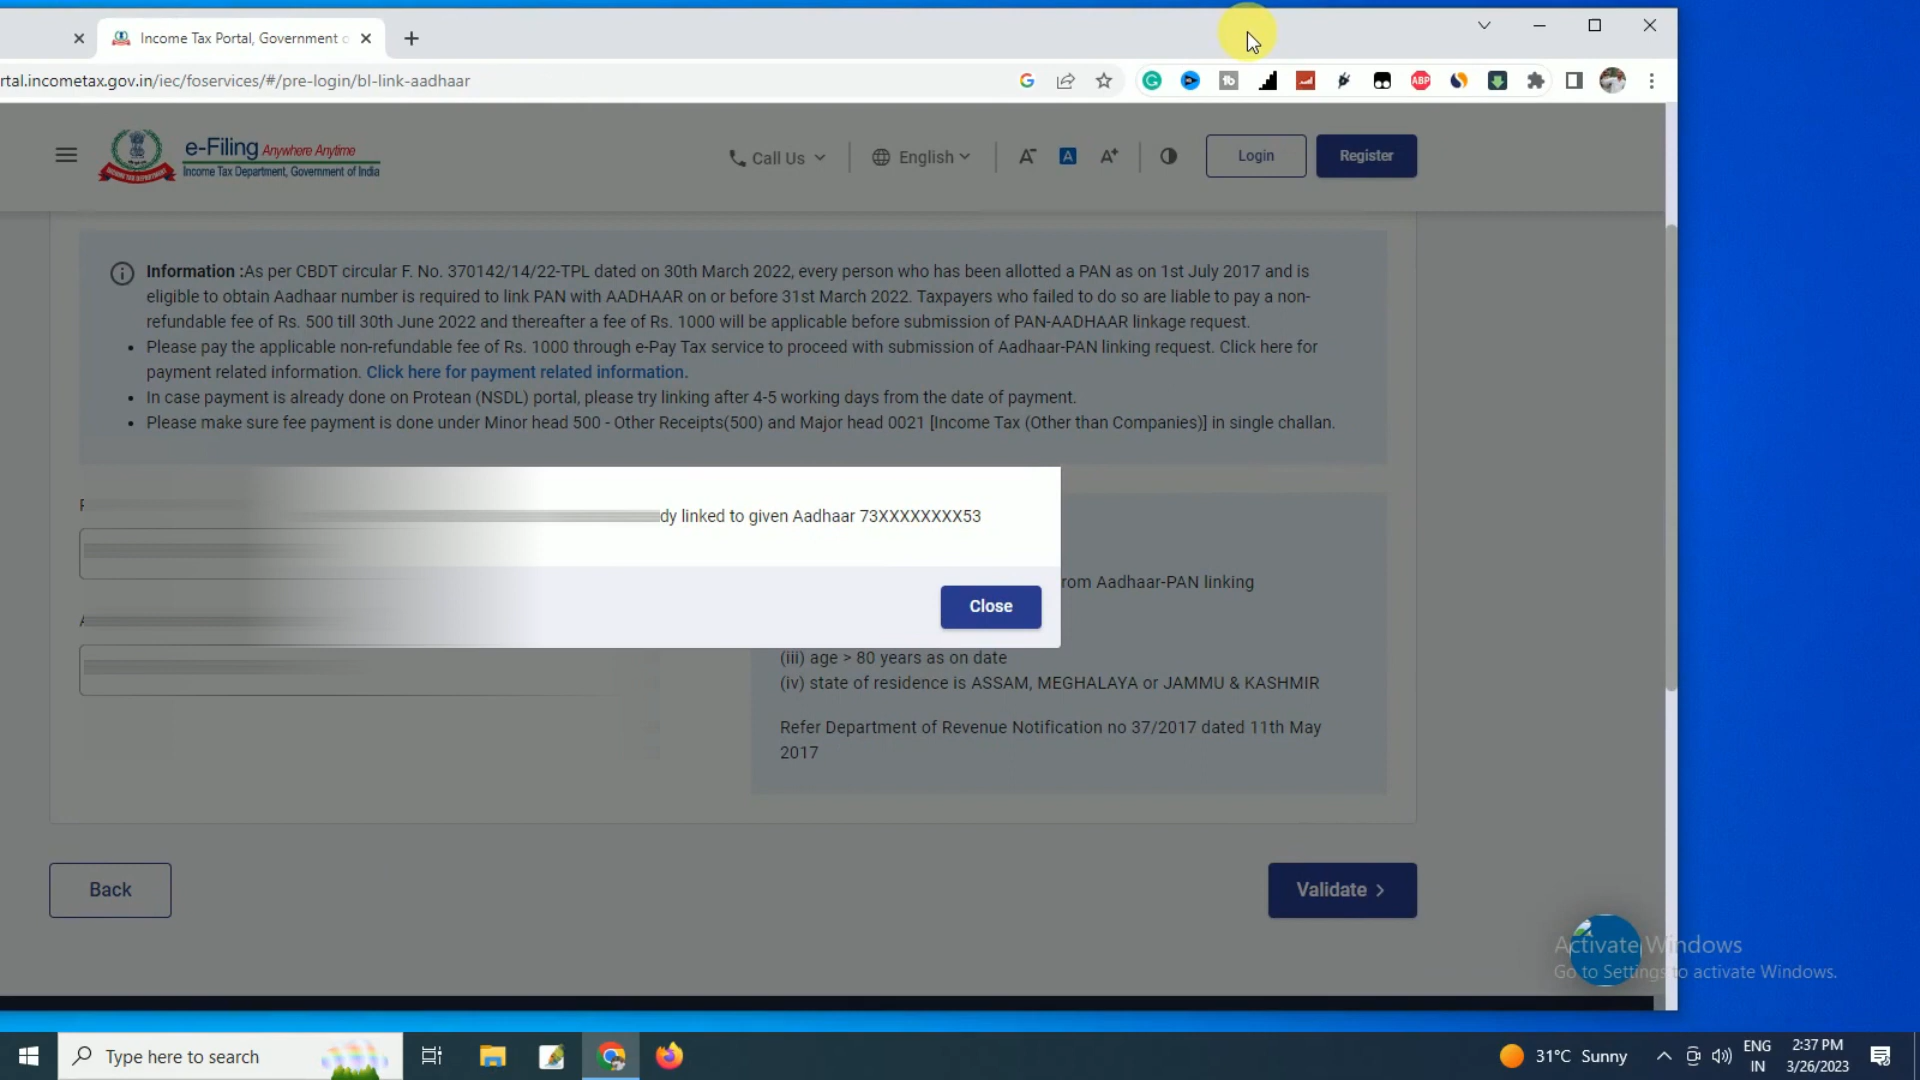 Income Tax Portal, Government o
rtal.incometax.gov.in/iec/foservices/#/pre-login/bl-link-aadhaar
e-Filing Anywhere Anytime
Income Tax Department, Government of India
Call Us
English
A-
A
A+
Login
Register
Information :As per CBDT circular F. No. 370142/14/22-TPL dated on 30th March 2022, every person who has been allotted a PAN as on 1st July 2017 and is
eligible to obtain Aadhaar number is required to link PAN with AADHAAR on or before 31st March 2022. Taxpayers who failed to do so are liable to pay a non-
refundable fee of Rs. 500 till 30th June 2022 and thereafter a fee of Rs. 1000 will be applicable before submission of PAN-AADHAAR linkage request.
• Please pay the applicable non-refundable fee of Rs. 1000 through e-Pay Tax service to proceed with submission of Aadhaar-PAN linking request. Click here for
payment related information. Click here for payment related information.
• In case payment is already done on Protean (NSDL) portal, please try linking after 4-5 working days from the date of payment.
• Please make sure fee payment is done under Minor head 500 - Other Receipts(500) and Major head 0021 [Income Tax (Other than Companies)] in single challan.
dy linked to given Aadhaar 73XXXXXXXX53
Close
rom Aadhaar-PAN linking
(iii) age > 80 years as on date
(iv) state of residence is ASSAM, MEGHALAYA or JAMMU & KASHMIR
Refer Department of Revenue Notification no 37/2017 dated 11th May
2017
Back
Validate >
Activate Windows
Go to Settings to activate Windows.
Type here to search
31°C Sunny
ENG
IN
2:37 PM
3/26/2023